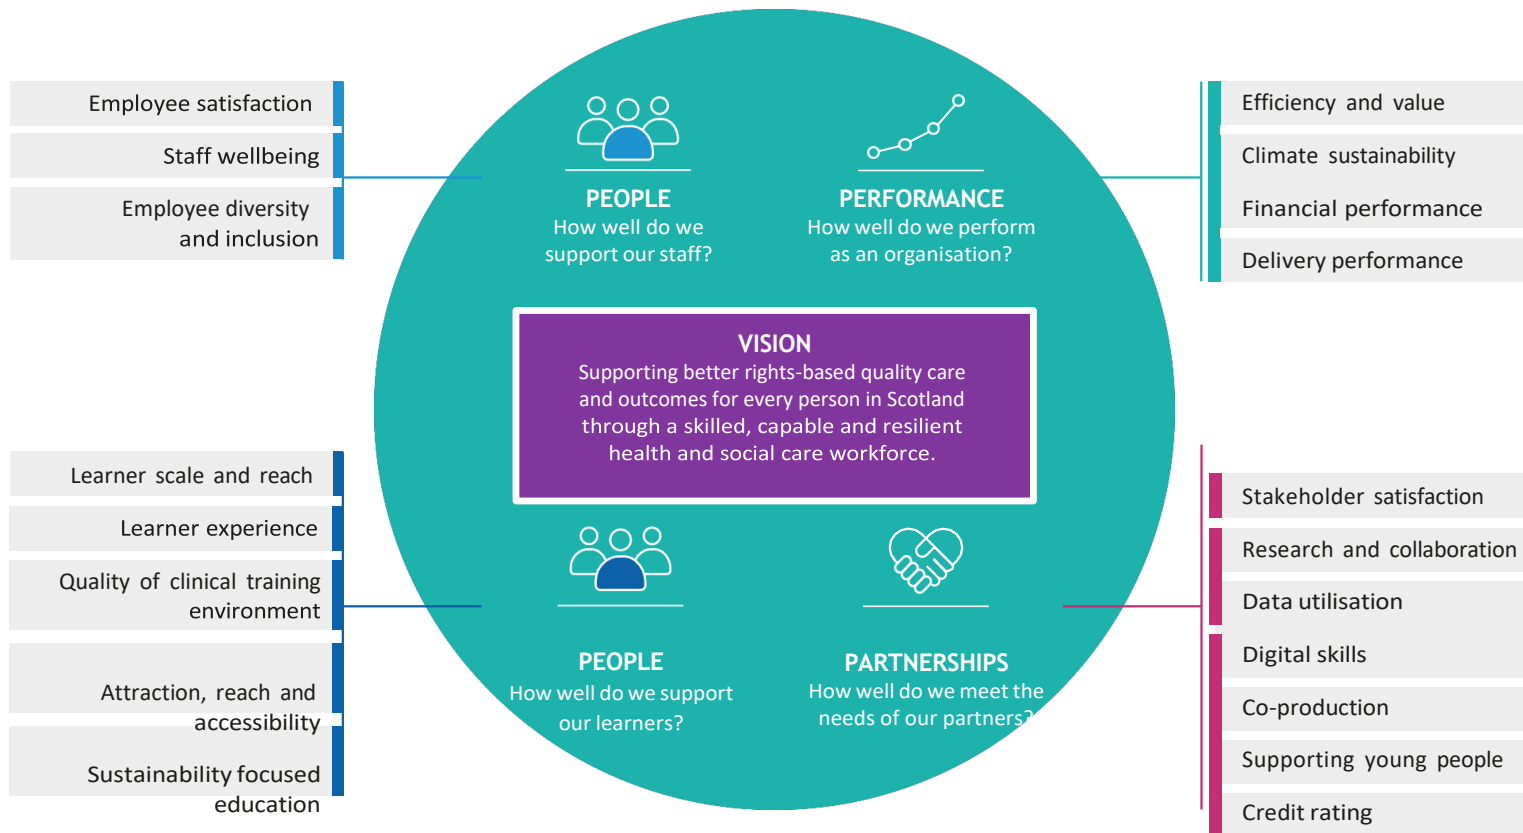 Employee satisfaction
Staff wellbeing
Employee diversity
and inclusion
PEOPLE
How well do we
support our staff?
PERFORMANCE
How well do we perform
as an organisation?
Efficiency and value
Climate sustainability
Financial performance
Delivery performance
VISION
Supporting better rights-based quality care
and outcomes for every person in Scotland
through a skilled, capable and resilient
health and social care workforce.
Learner scale and reach
Learner experience
Quality of clinical training
environment
Attraction, reach and
accessibility
Sustainability focused
education
PEOPLE
How well do we support
our learners?
PARTNERSHIPS
How well do we meet the
needs of our partners?
Stakeholder satisfaction
Research and collaboration
Data utilisation
Digital skills
Co-production
Supporting young people
Credit rating